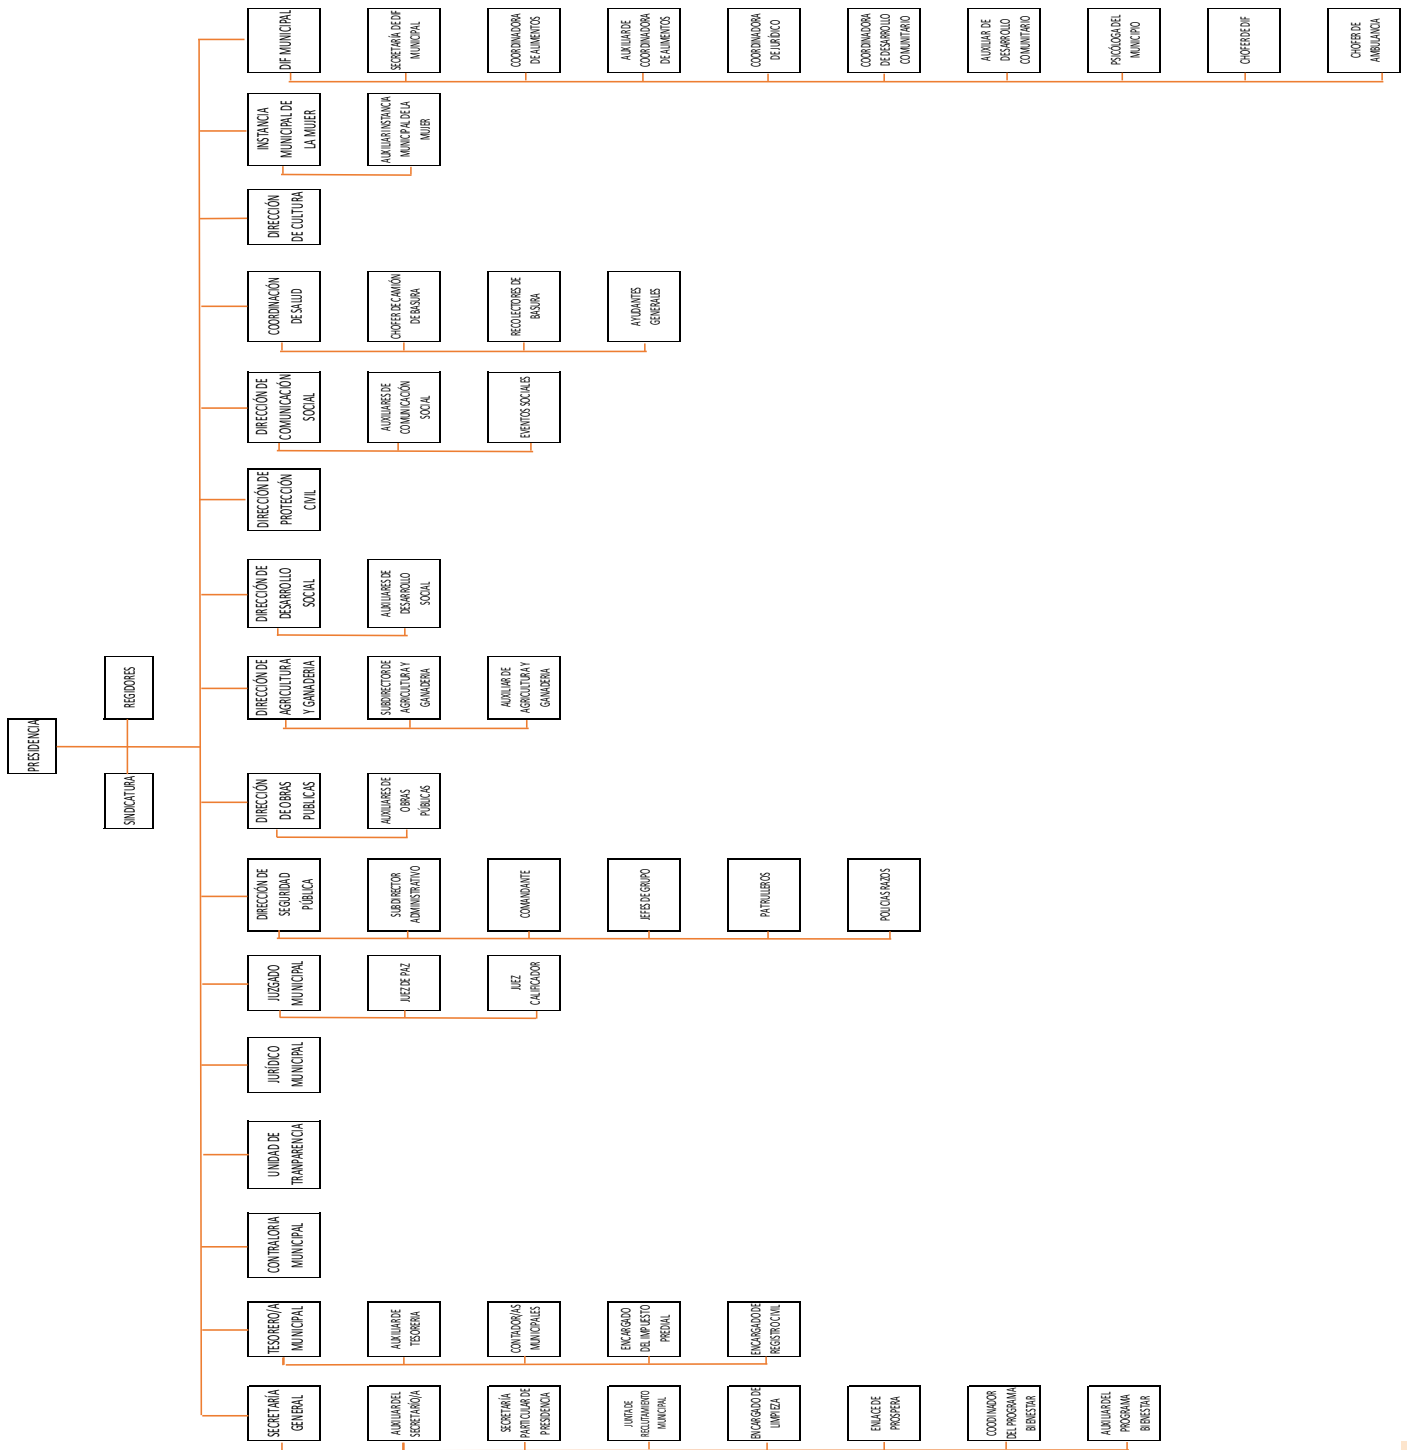 PRESIDENCIA
SINDICATURA
REGIDORES
SECRETARÍA
GENERAL
AUXILIAR DEL
SECRETARIO/A
SECRETARÍA
PARTICULAR DE
PRESIDENCIA
JUNTA DE
RECLUTAMIENTO
MUNICIPAL
ENCARGADO DE
LIMPIEZA
ENLACE DE
PROSPERA
COODINADOR
DEL PROGRAMA
BIENESTAR
AUXILIAR DEL
PROGRAMA
BIENESTAR
TESORERO/A
MUNICIPAL
AUXILIAR DE
TESORERIA
CONTADOR/AS
MUNICIPALES
ENCARGADO
DEL IMPUESTO
PREDIAL
ENCARGADO DE
REGISTRO CIVIL
CONTRALORIA
MUNICIPAL
UNIDAD DE
TRANPARENCIA
JURÍDICO
MUNICIPAL
JUZGADO
MUNICIPAL
JUEZ DE PAZ
JUEZ
CALIFICADOR
DIRECCIÓN DE
SEGURIDAD
PÚBLICA
SUBDIRECTOR
ADMINISTRATIVO
COMANDANTE
JEFES DE GRUPO
PATRULLEROS
POLICIAS RAZOS
DIRECCIÓN
DE OBRAS
PUBLICAS
AUXILIARES DE
OBRAS
PÚBLICAS
DIRECCIÓN DE
AGRICULTURA
Y GANADERIA
SUBDIRECTOR DE
AGRICULTURA Y
GANADERIA
AUXILIAR DE
AGRICULTURA Y
GANADERIA
DIRECCIÓN DE
DESARROLLO
SOCIAL
AUXILIARES DE
DESARROLLO
SOCIAL
DIRECCIÓN DE
PROTECCIÓN
CIVIL
DIRECCIÓN DE
COMUNICACIÓN
SOCIAL
AUXILIARES DE
COMUNICACIÓN
SOCIAL
EVENTOS SOCIALES
COORDINACIÓN
DE SALUD
CHOFER DE CAMIÓN
DE BASURA
RECOLECTORES DE
BASURA
AYUDANTES
GENERALES
DIRECCIÓN
DE CULTURA
INSTANCIA
MUNICIPAL DE
LA MUJER
AUXILIAR INSTANCIA
MUNICIPAL DE LA
MUJER
DIF MUNICIPAL
SECRETARÍA DE DIF
MUNICIPAL
COORDINADORA
DE ALIMENTOS
AUXILIAR DE
COORDINADORA
DE ALIMENTOS
COORDINADORA
DE JURÍDICO
COORDINADORA
DE DESARROLLO
COMUNITARIO
AUXILIAR DE
DESARROLLO
COMUNITARIO
PSICÓLOGA DEL
MUNICIPIO
CHOFER DE DIF
CHOFER DE
AMBULANCIA